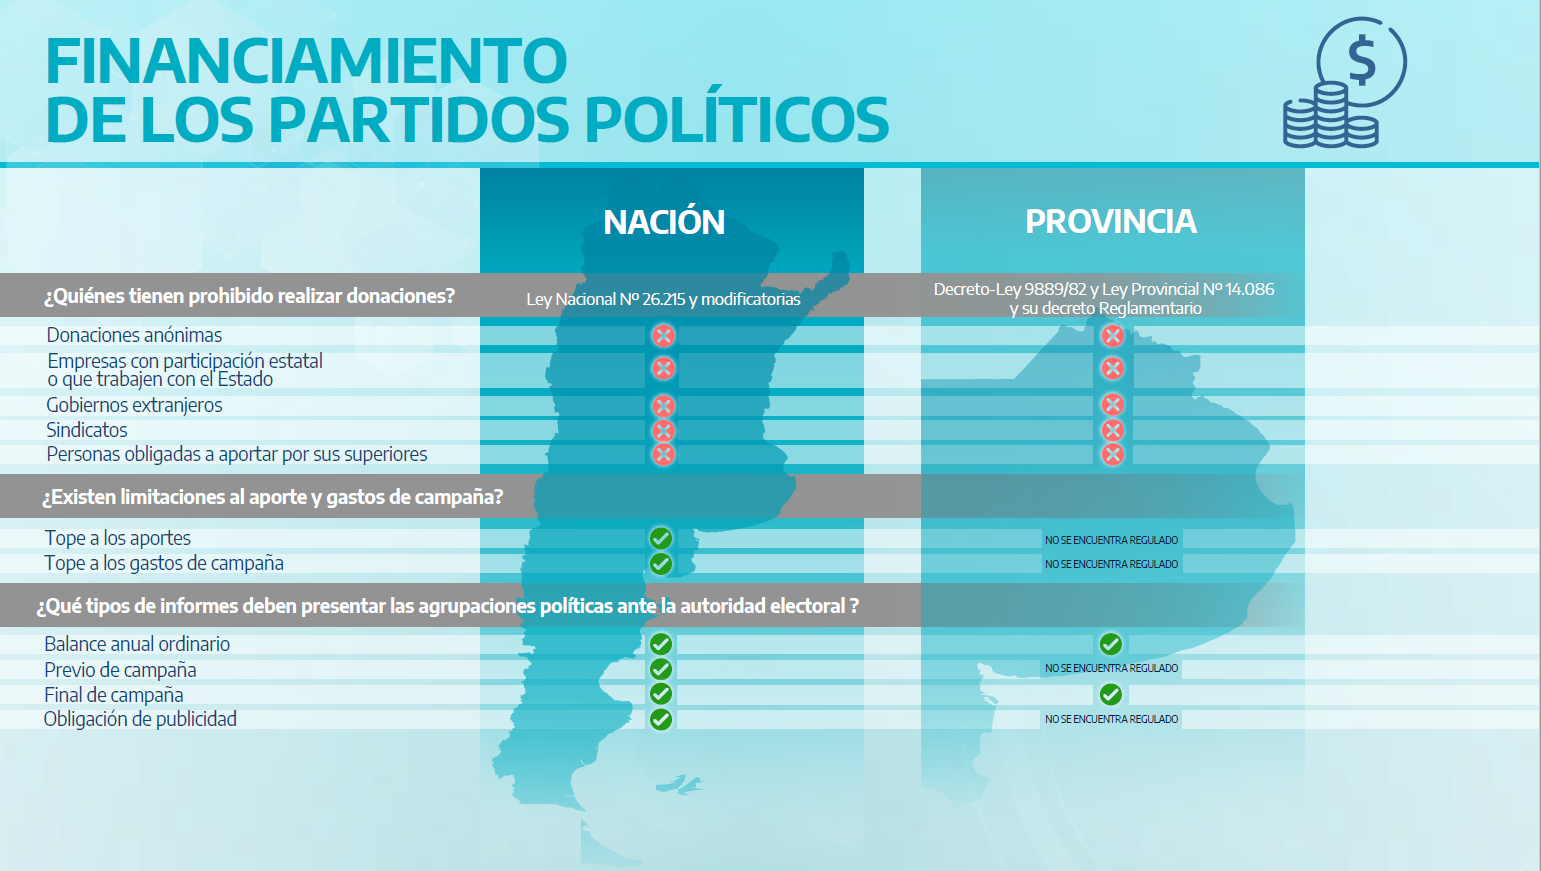 FINANCIAMIENTO
DE LOS PARTIDOS POLÍTICOS
$
NACIÓN
PROVINCIA
¿Quiénes tienen prohibido realizar donaciones?
Ley Nacional Nº 26.215 y modificatorias
Decreto-Ley 9889/82 y Ley Provincial Nº 14.086
y su decreto Reglamentario
Donaciones anónimas
Empresas con participación estatal
o que trabajen con el Estado
Gobiernos extranjeros
Sindicatos
Personas obligadas a aportar por sus superiores
¿Existen limitaciones al aporte y gastos de campaña?
Tope a los aportes
NO SE ENCUENTRA REGULADO
Tope a los gastos de campaña
NO SE ENCUENTRA REGULADO
¿Qué tipos de informes deben presentar las agrupaciones políticas ante la autoridad electoral ?
Balance anual ordinario
Previo de campaña
NO SE ENCUENTRA REGULADO
Final de campaña
Obligación de publicidad
NO SE ENCUENTRA REGULADO